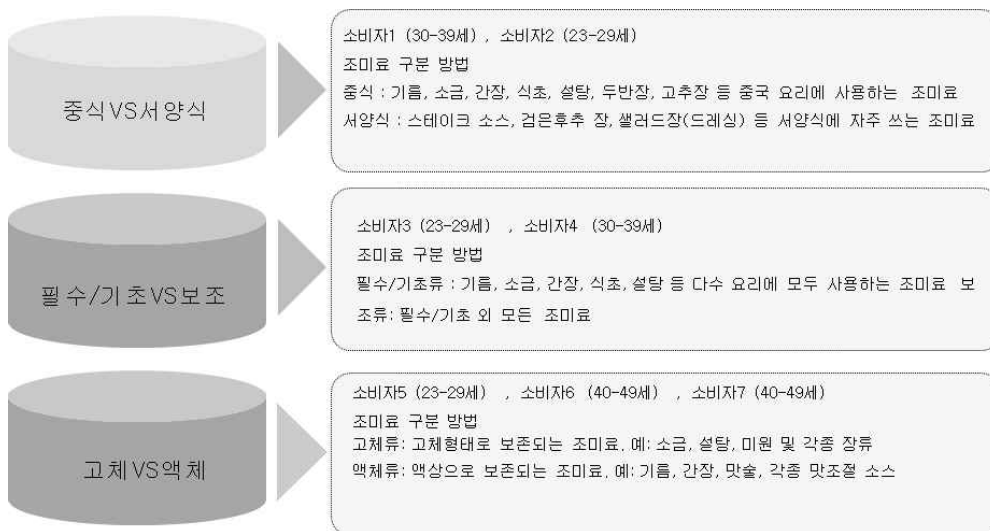 중식VS서양식
소비자1 (30-39세) , 소비자2 (23-29세)
조미료 구분 방법
중식 : 기름, 소금, 간장, 식초, 설탕, 두반장, 고추장 등 중국 요리에 사용하는 조미료
서양식 : 스테이크 소스, 검은후추 장, 샐러드장(드레싱) 등 서양식에 자주 쓰는 조미료
필수/기초VS보조
소비자3 (23-29세) , 소비자4 (30-39세)
조미료 구분 방법
필수/기초류 : 기름, 소금, 간장, 식초, 설탕 등 다수 요리에 모두 사용하는 조미료 보
조류: 필수/기초 외 모든 조미료
고체VS액체
소비자5 (23-29세) , 소비자6 (40-49세) , 소비자7 (40-49세)
조미료 구분 방법
고체류: 고체형태로 보존되는 조미료. 예: 소금, 설탕, 미원 및 각종 장류
액체류: 액상으로 보존되는 조미료. 예: 기름, 간장, 맛술, 각종 맛조절 소스